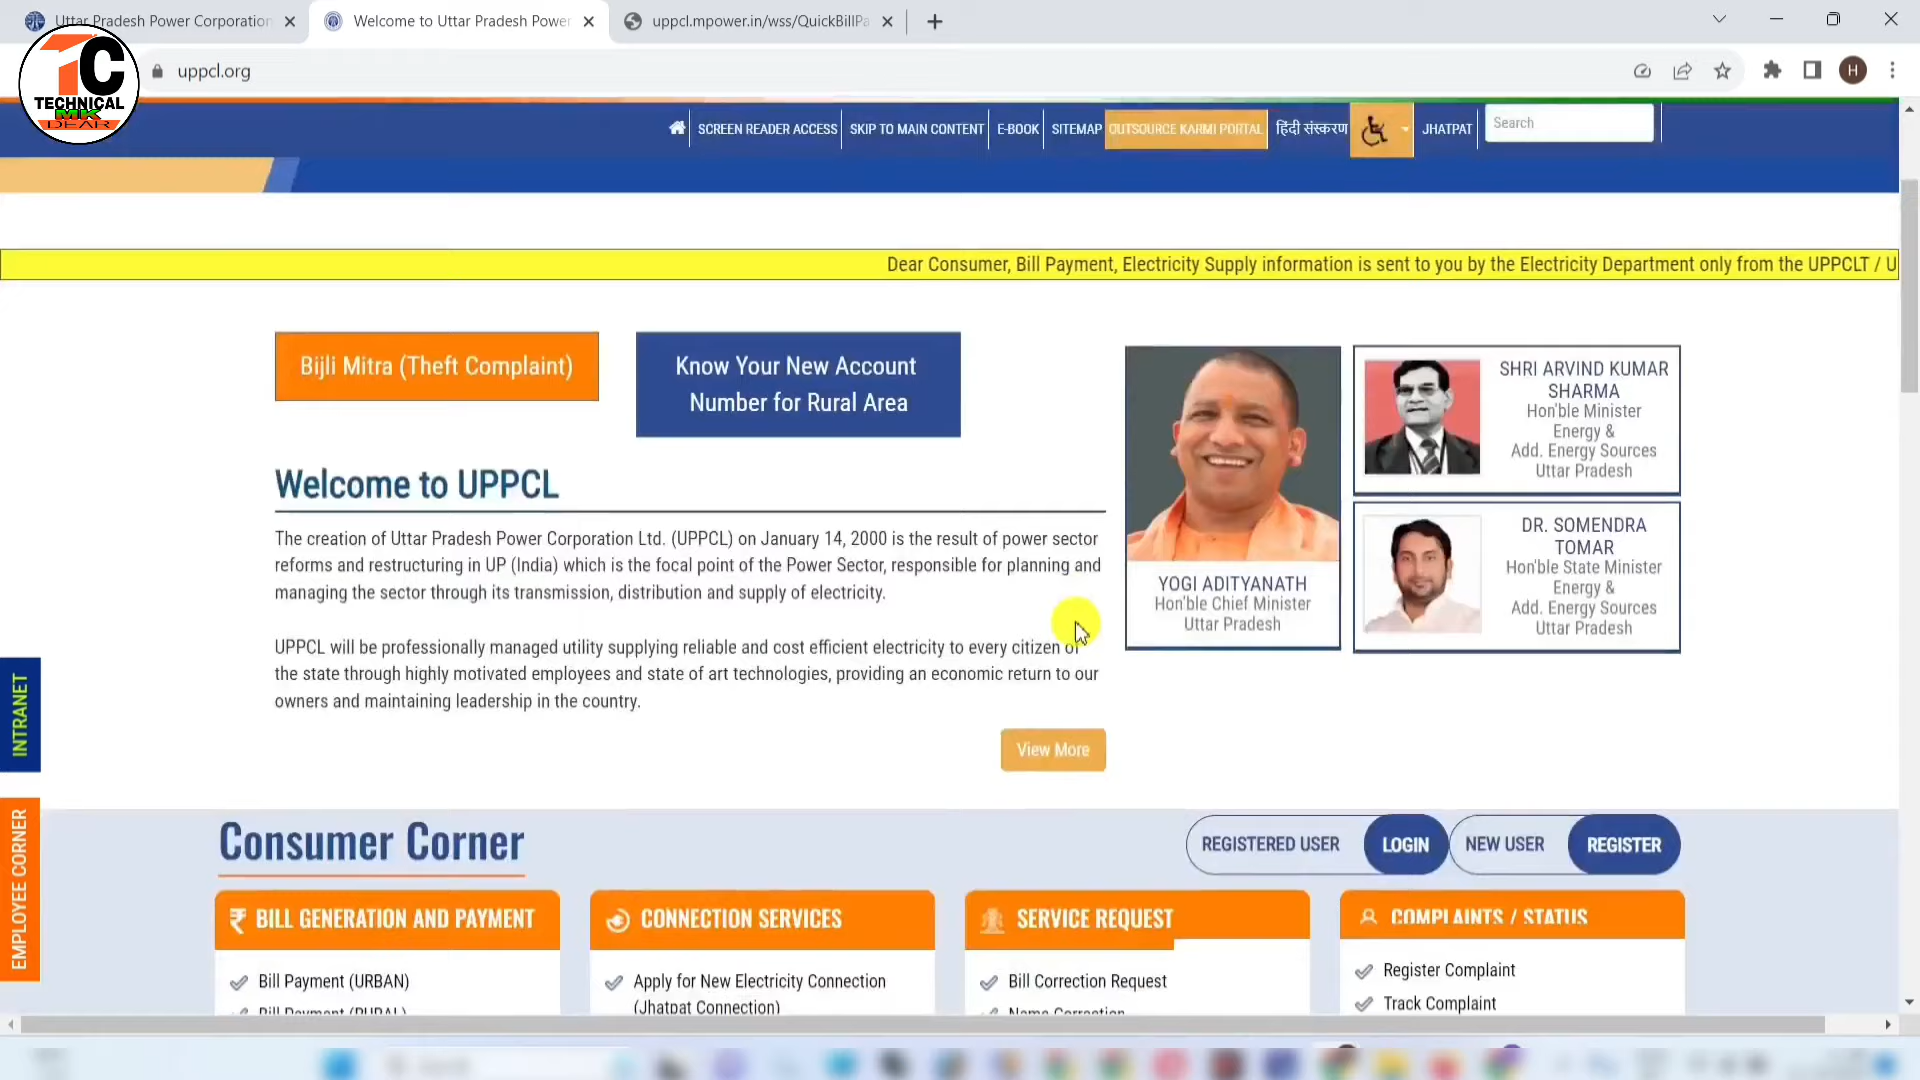 Uttar Pradesh Power Corporation
Welcome to Uttar Pradesh Power
uppcl.mpower.in/wss/QuickBillPa
uppcl.org
H
TC
TECHNICAL
MK
DEAR
SCREEN READER ACCESS
SKIP TO MAIN CONTENT
E-BOOK
SITEMAP
OUTSOURCE KARMI PORTAL
हिंदी संस्करण
JHATPAT
Search
Dear Consumer, Bill Payment, Electricity Supply information is sent to you by the Electricity Department only from the UPPCLT / U
Bijli Mitra (Theft Complaint)
Know Your New Account
Number for Rural Area
Welcome to UPPCL
The creation of Uttar Pradesh Power Corporation Ltd. (UPPCL) on January 14, 2000 is the result of power sector
reforms and restructuring in UP (India) which is the focal point of the Power Sector, responsible for planning and
managing the sector through its transmission, distribution and supply of electricity.
UPPCL will be professionally managed utility supplying reliable and cost efficient electricity to every citizen of
the state through highly motivated employees and state of art technologies, providing an economic return to our
owners and maintaining leadership in the country.
View More
YOGI ADITYANATH
Hon'ble Chief Minister
Uttar Pradesh
SHRI ARVIND KUMAR
SHARMA
Hon'ble Minister
Energy &
Add. Energy Sources
Uttar Pradesh
DR. SOMENDRA
TOMAR
Hon'ble State Minister
Energy &
Add. Energy Sources
Uttar Pradesh
INTRANET
EMPLOYEE CORNER
Consumer Corner
REGISTERED USER
LOGIN
NEW USER
REGISTER
BILL GENERATION AND PAYMENT
Bill Payment (URBAN)
Bill Payment (RURAL)
CONNECTION SERVICES
Apply for New Electricity Connection
(Jhatpat Connection)
SERVICE REQUEST
Bill Correction Request
Name Correction
COMPLAINTS / STATUS
Register Complaint
Track Complaint